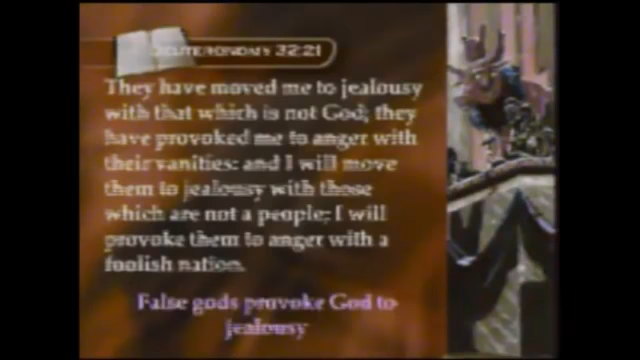 DEUTERONOMY 32:21
They have moved me to jealousy
with that which is not God; they
have provoked me to anger with
their vanities: and I will move
them to jealousy with those
which are not a people; I will
provoke them to anger with a
foolish nation.
False gods provoke God to
jealousy